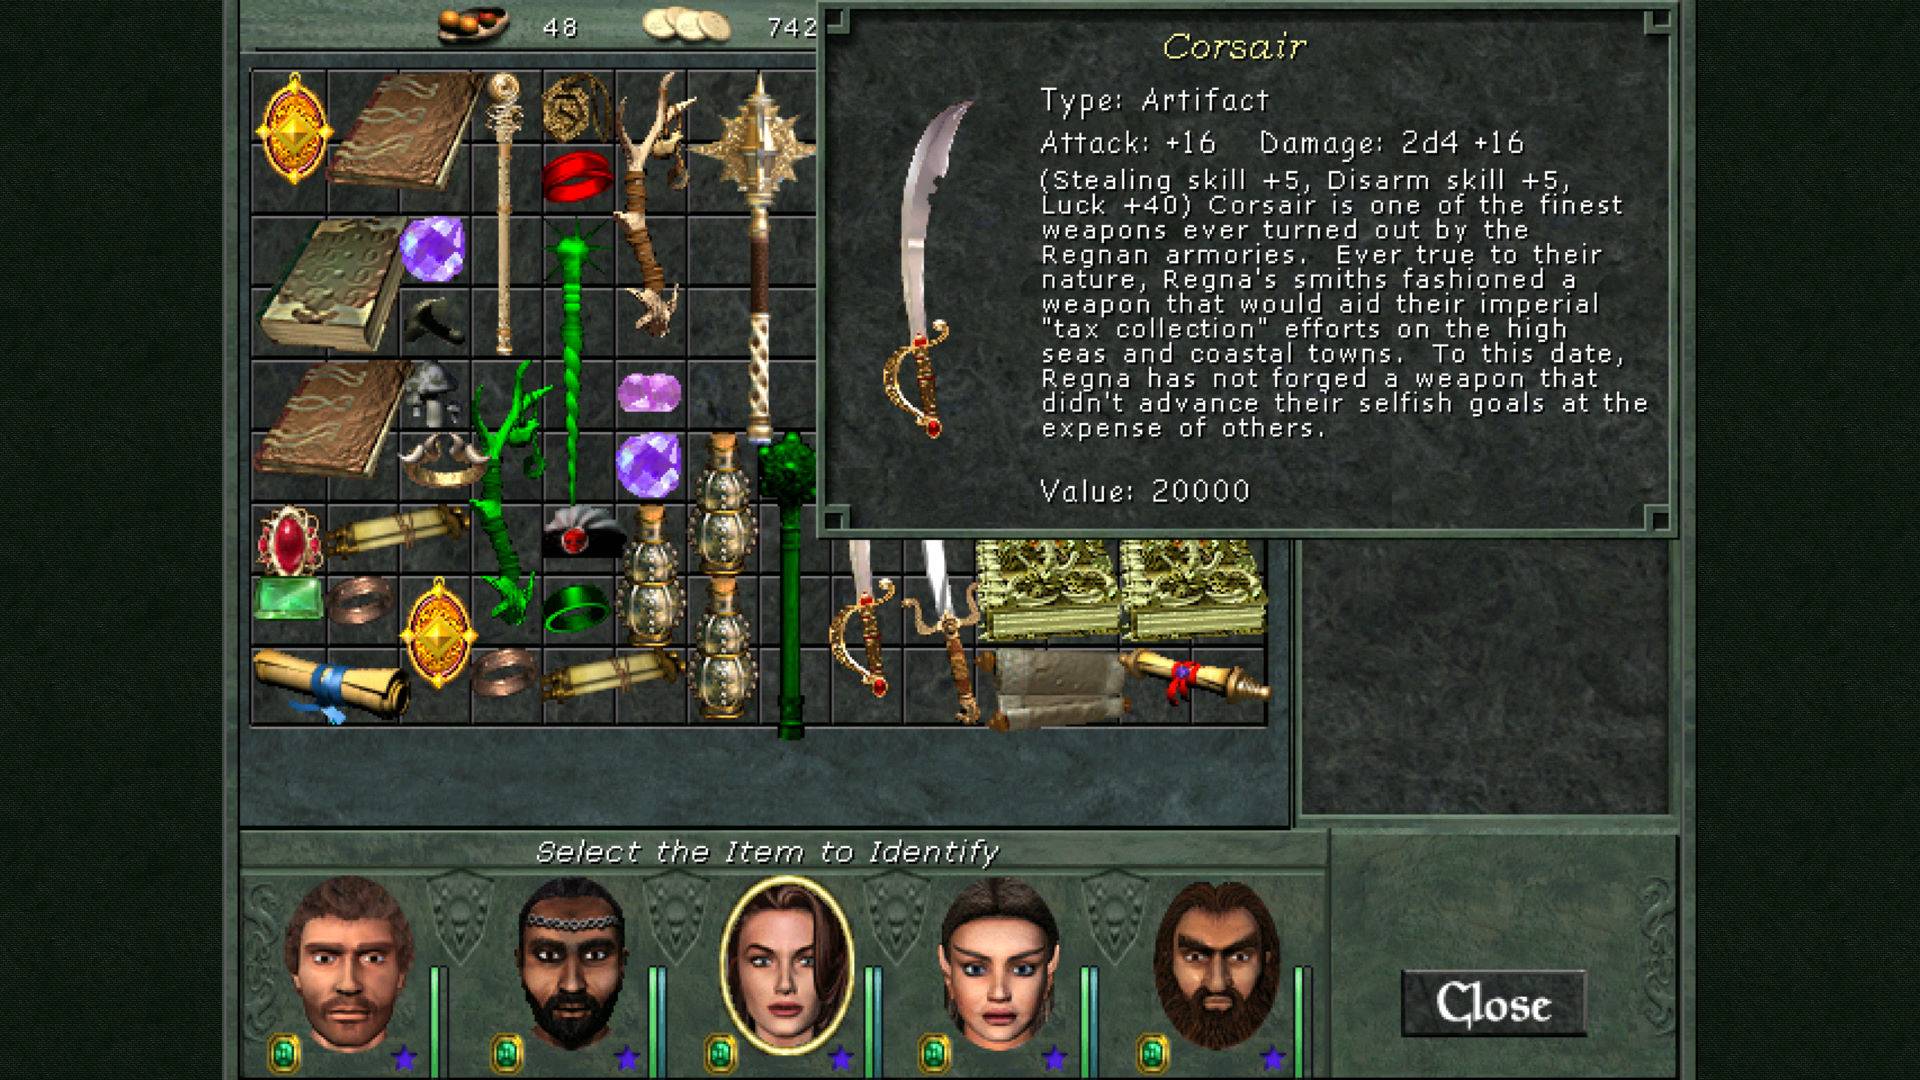 48
742
Corsair
Type: Artifact
Attack: +16 Damage: 2d4 +16
(Stealing skill +5, Disarm skill +5,
Luck +40) Corsair is one of the finest
weapons ever turned out by the
Regnan armories. Ever true to their
nature, Regna's smiths fashioned a
weapon that would aid their imperial
"tax collection" efforts on the high
seas and coastal towns. To this date,
Regna has not forged a weapon that
didn't advance their selfish goals at the
expense of others.
Value: 20000
Select the Item to Identify
Close